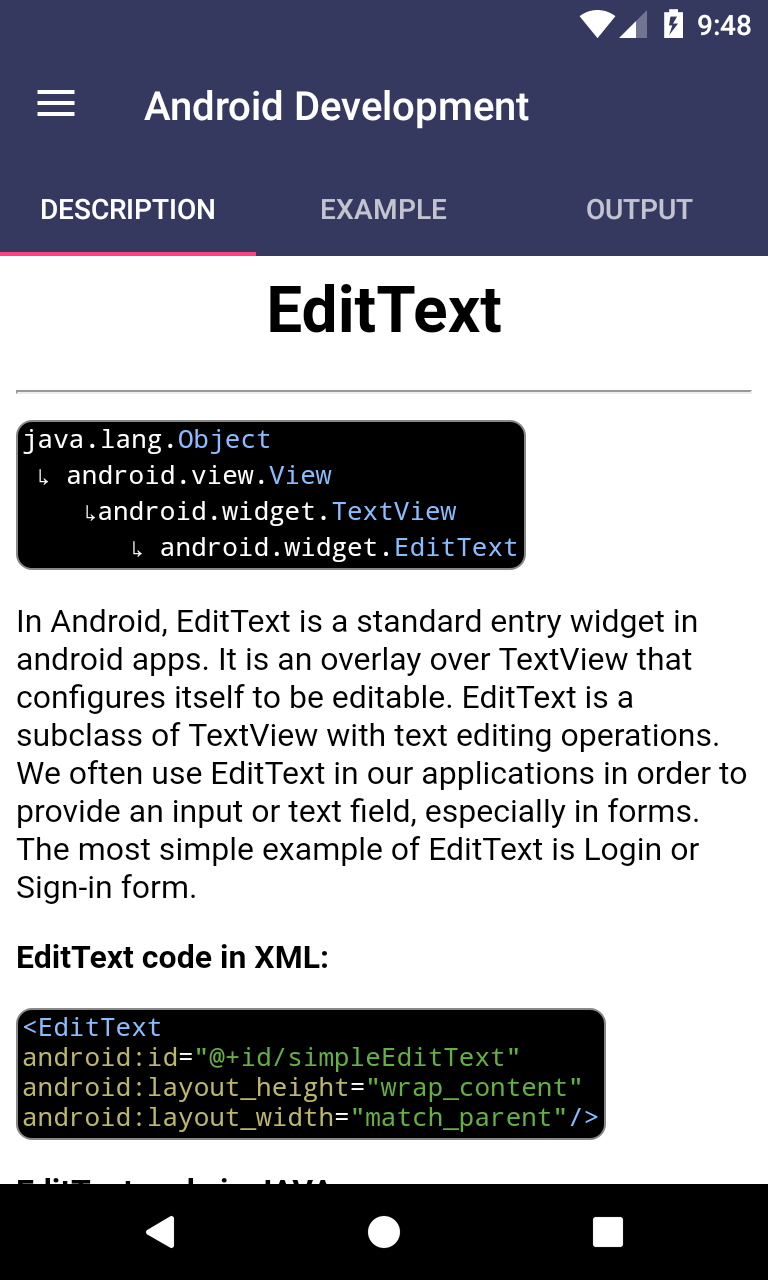 9:48
Android Development
DESCRIPTION EXAMPLE OUTPUT
EditText
java.lang.Object
↳ android.view.View
↳android.widget.TextView
↳ android.widget.EditText
In Android, EditText is a standard entry widget in
android apps. It is an overlay over TextView that
configures itself to be editable. EditText is a
subclass of TextView with text editing operations.
We often use EditText in our applications in order to
provide an input or text field, especially in forms.
The most simple example of EditText is Login or
Sign-in form.
EditText code in XML:
<EditText
android:id="@+id/simpleEditText"
android:layout_height="wrap_content"
android:layout_width="match_parent"/>